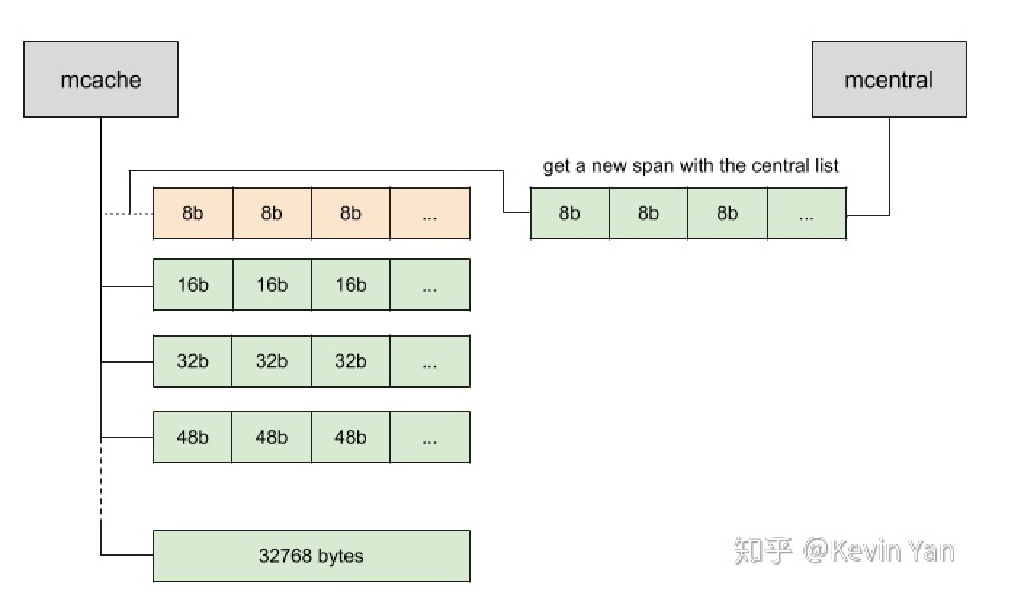 mcache
mcentral
get a new span with the central list
8b 8b 8b ...
8b 8b 8b ...
16b 16b 16b ...
32b 32b 32b ...
48b 48b 48b ...
32768 bytes
知乎 @Kevin Yan